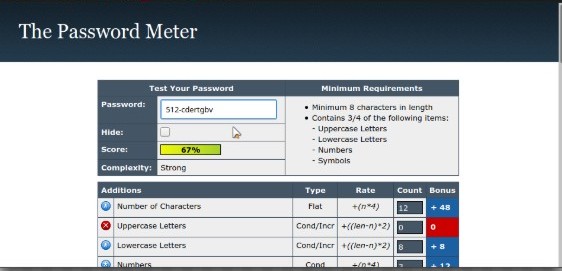 The Password Meter
Test Your Password
Minimum Requirements
Password:
512-cdertgbv
Hide:
Score:
67%
Complexity:
Strong
• Minimum 8 characters in length
• Contains 3/4 of the following items:
- Uppercase Letters
- Lowercase Letters
- Numbers
- Symbols
Additions Type Rate Count Bonus
Number of Characters Flat +(n*4) 12 + 48
Uppercase Letters Cond/Incr +((len-n)*2) 0 0
Lowercase Letters Cond/Incr +((len-n)*2) 8 + 8
Numbers Cond +(n*4) 3 + 12